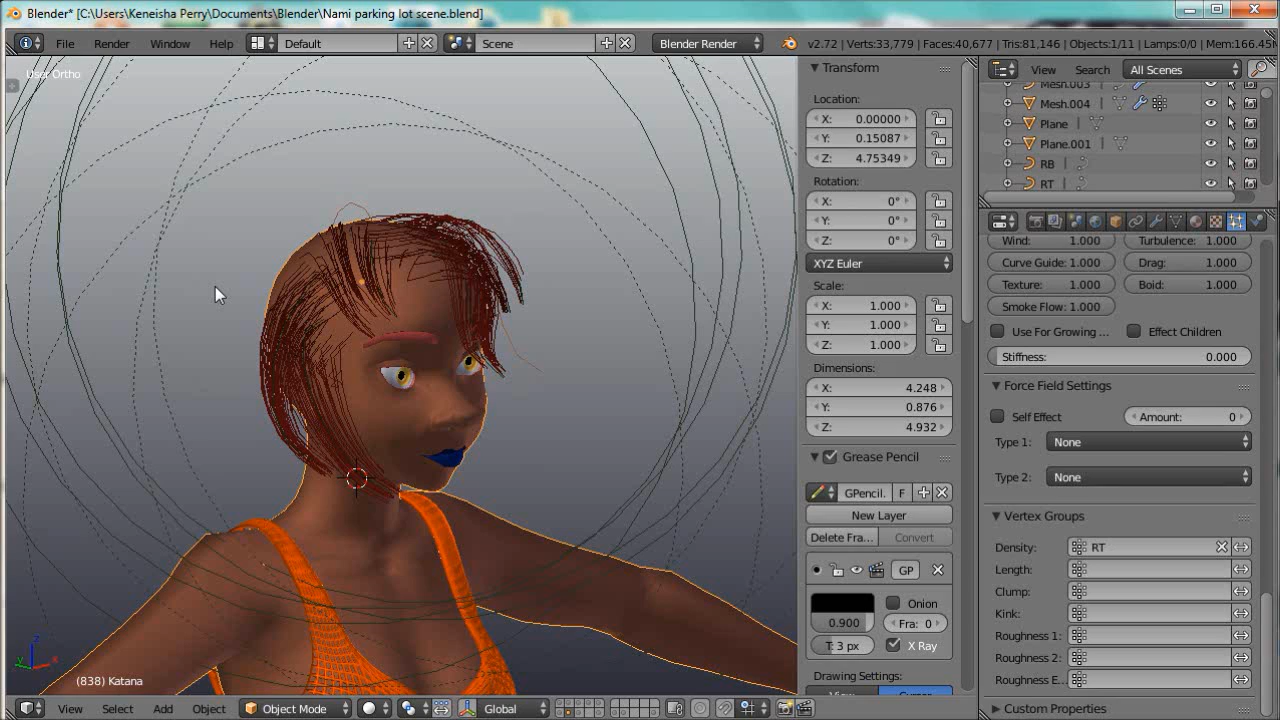 Blender* [C:\Users\Keneisha Perry\Documents\Blender\Nami parking lot scene.blend]
File Render Window Help Default Scene Blender Render v2.72 | Verts:33,779 | Faces:40,677 | Tris:81,146 | Objects:1/11 | Lamps:0/0 |
User Ortho
(838) Katana
View Select Add Object Object Mode Global
Transform
Location:
X: 0.00000
Y: 0.15087
Z: 4.75349
Rotation:
X: 0°
Y: 0°
Z: 0°
XYZ Euler
Scale:
X: 1.000
Y: 1.000
Z: 1.000
Dimensions:
X: 4.248
Y: 0.876
Z: 4.932
Grease Pencil
GPencil. F
New Layer
Delete Fra... Convert
GP
Onion
0.900 Fra: 0
T: 3 px X Ray
Drawing Settings:
View Cursor
View Search All Scenes
Mesh.003
Mesh.004
Plane
Plane.001
RB
RT
Wind: 1.000 Turbulence: 1.000
Curve Guide: 1.000 Drag: 1.000
Texture: 1.000 Boid: 1.000
Smoke Flow: 1.000
Use For Growing ... Effect Children
Stiffness: 0.000
Force Field Settings
Self Effect Amount: 0
Type 1: None
Type 2: None
Vertex Groups
Density: RT
Length:
Clump:
Kink:
Roughness 1:
Roughness 2:
Roughness E...
Custom Properties